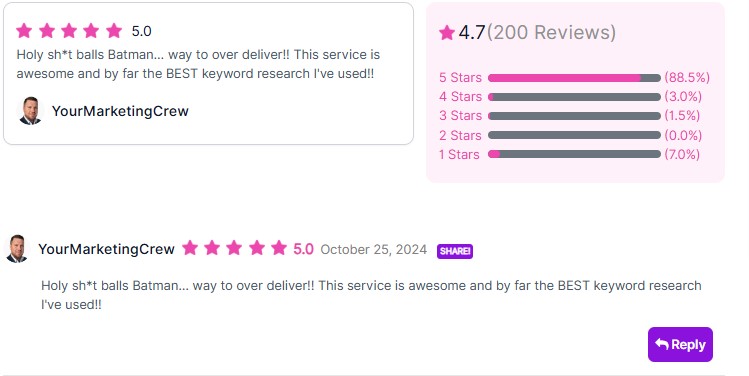 5.0
Holy sh*t balls Batman... way to over deliver!! This service is
awesome and by far the BEST keyword research I've used!!
YourMarketingCrew
4.7(200 Reviews)
5 Stars (88.5%)
4 Stars (3.0%)
3 Stars (1.5%)
2 Stars (0.0%)
1 Stars (7.0%)
YourMarketingCrew 5.0 October 25, 2024 SHARE!
Holy sh*t balls Batman... way to over deliver!! This service is awesome and by far the BEST keyword research
I've used!!
Reply